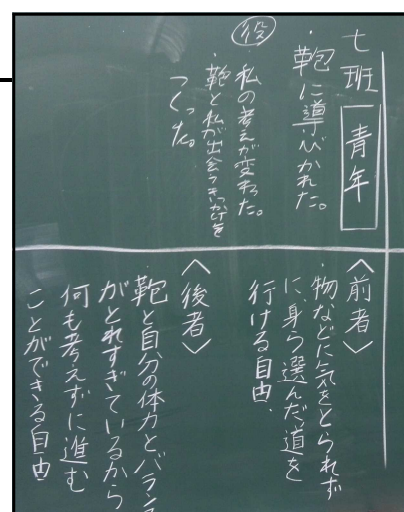 七班 青年
・鞄に導びかれた。
役
・私の考えが変わった。
・鞄と私が出会うきっかけを
つくった。
〈前者〉
・物などに気をとられず
に、自ら選んだ道を
行ける自由。
〈後者〉
・鞄と自分の体力とバランス
がとれすぎているから
何も考えずに進む
ことができる自由